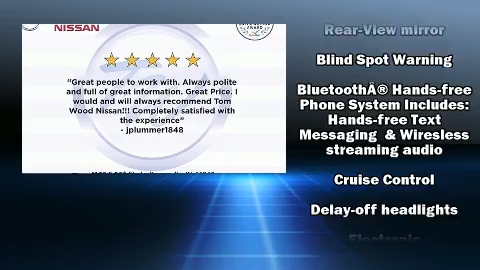 NISSAN
"Great people to work with. Always polite
and full of great information. Great Price. I
would and will always recommend Tom
Wood Nissan!!! Completely satisfied with
the experience"
- jplummer1848
Rear-View mirror
Blind Spot Warning
BluetoothÂ® Hands-free
Phone System Includes:
Hands-free Text
Messaging & Wireless
streaming audio
Cruise Control
Delay-off headlights
Electronic